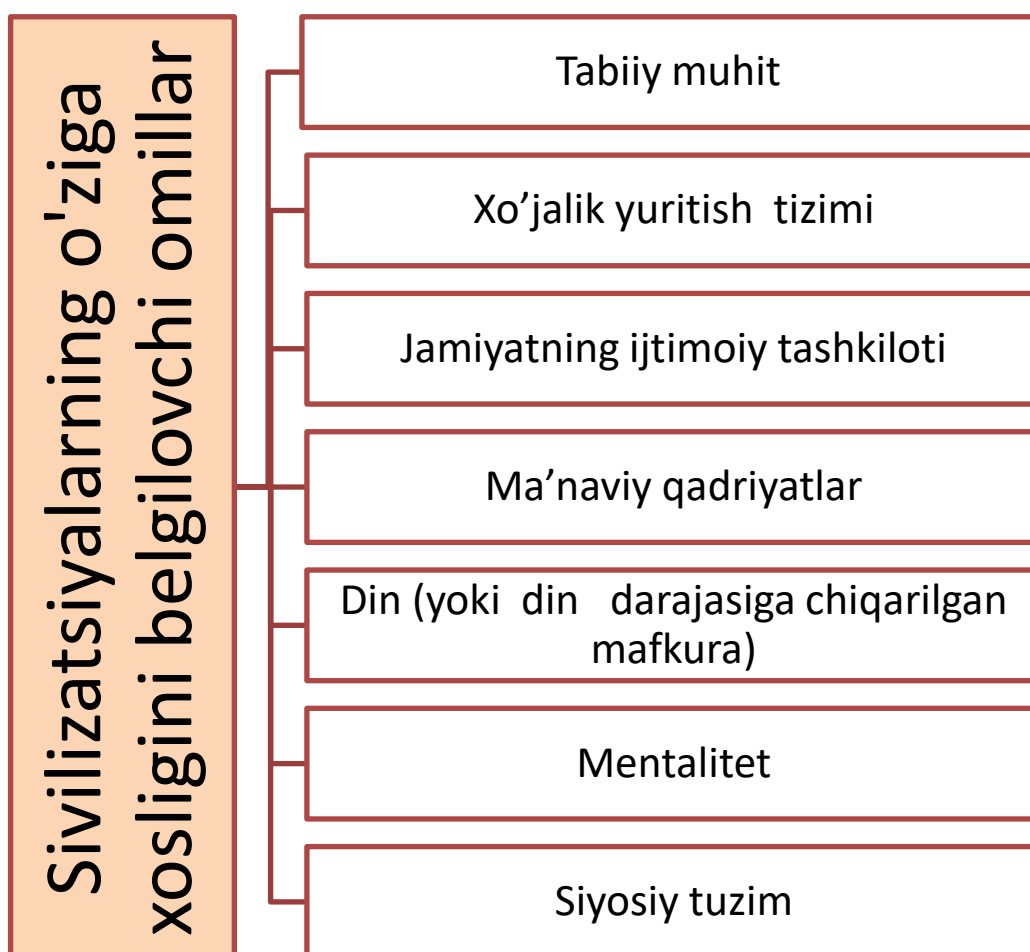 Sivilizatsiyalarning o'ziga
xosligini belgilovchi omillar
Tabiiy muhit
Xo’jalik yuritish tizimi
Jamiyatning ijtimoiy tashkiloti
Ma’naviy qadriyatlar
Din (yoki din darajasiga chiqarilgan
mafkura)
Mentalitet
Siyosiy tuzim